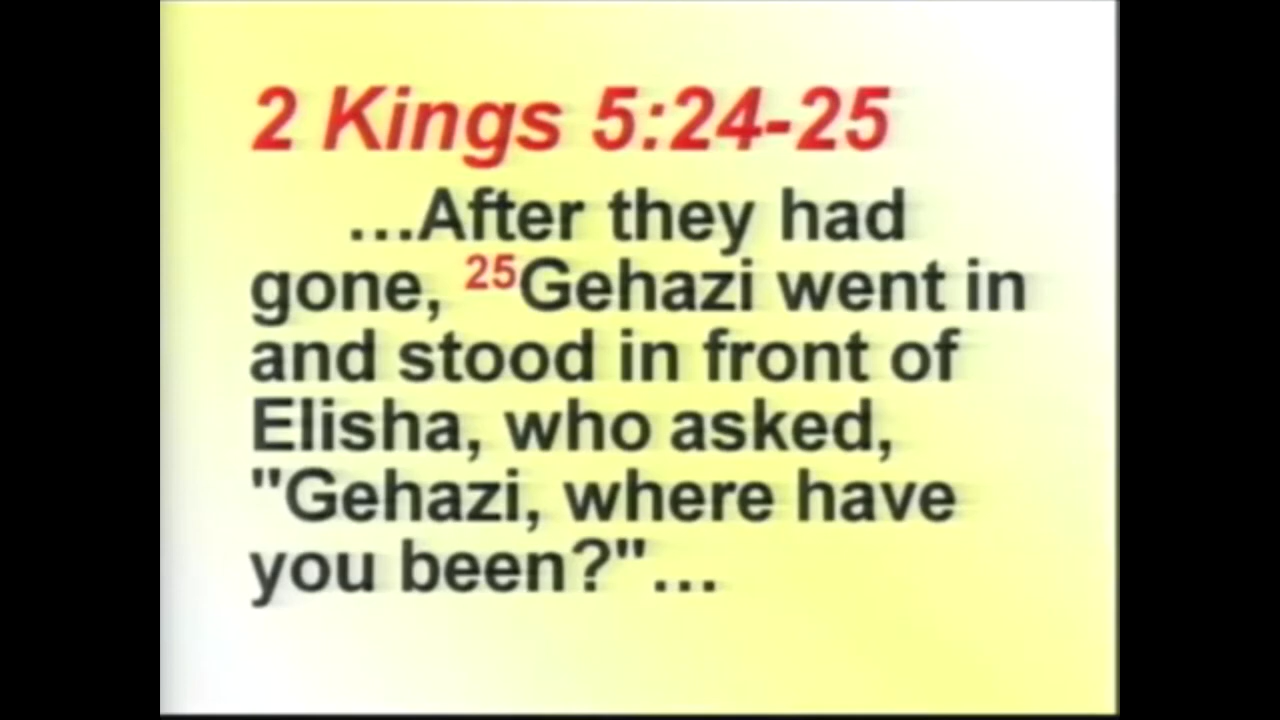 2 Kings 5:24-25
...After they had
gone, 25Gehazi went in
and stood in front of
Elisha, who asked,
"Gehazi, where have
you been?"...